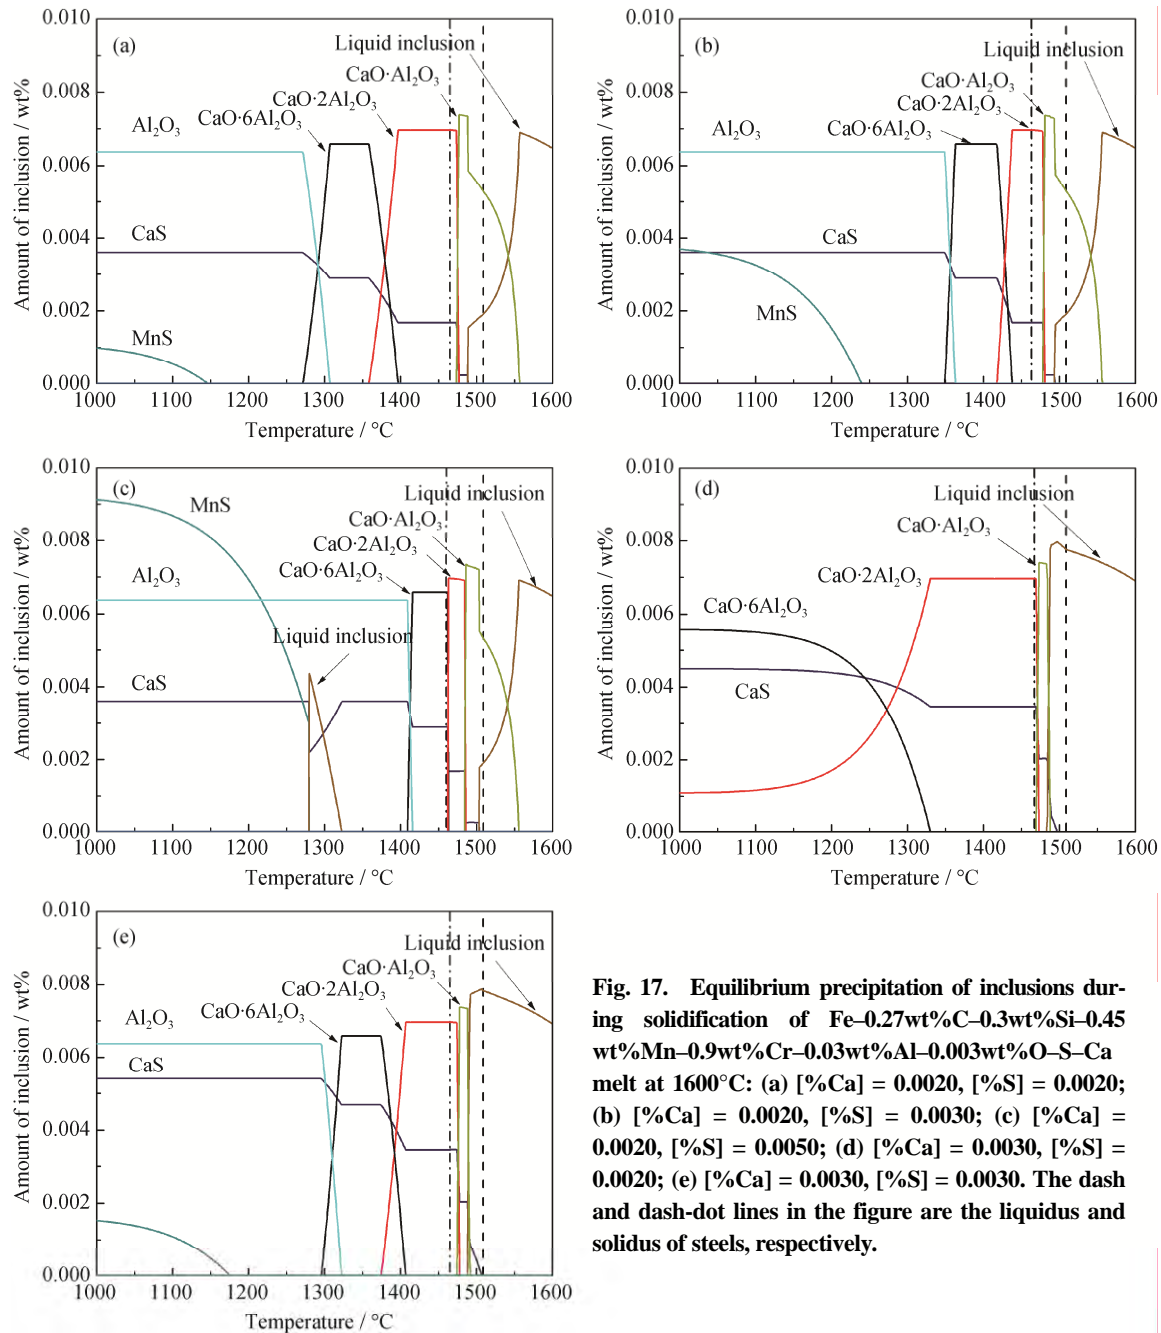 (a)
Liquid inclusion
CaO·Al₂O₃
CaO·2Al₂O₃
CaO·6Al₂O₃
Al₂O₃
CaS
MnS
0.010
0.008
0.006
0.004
0.002
0.000
Amount of inclusion / wt%
1000 1100 1200 1300 1400 1500 1600
Temperature / °C
(b)
Liquid inclusion
CaO·Al₂O₃
CaO·2Al₂O₃
CaO·6Al₂O₃
Al₂O₃
CaS
MnS
0.010
0.008
0.006
0.004
0.002
0.000
Amount of inclusion / wt%
1000 1100 1200 1300 1400 1500 1600
Temperature / °C
(c)
MnS
Liquid inclusion
CaO·Al₂O₃
CaO·2Al₂O₃
CaO·6Al₂O₃
Al₂O₃
Liquid inclusion
CaS
0.010
0.008
0.006
0.004
0.002
0.000
Amount of inclusion / wt%
1000 1100 1200 1300 1400 1500 1600
Temperature / °C
(d)
Liquid inclusion
CaO·Al₂O₃
CaO·2Al₂O₃
CaO·6Al₂O₃
CaS
0.010
0.008
0.006
0.004
0.002
0.000
Amount of inclusion / wt%
1000 1100 1200 1300 1400 1500 1600
Temperature / °C
(e)
Liquid inclusion
CaO·Al₂O₃
CaO·2Al₂O₃
CaO·6Al₂O₃
Al₂O₃
CaS
0.010
0.008
0.006
0.004
0.002
0.000
Amount of inclusion / wt%
1000 1100 1200 1300 1400 1500 1600
Temperature / °C
Fig. 17. Equilibrium precipitation of inclusions dur-
ing solidification of Fe–0.27wt%C–0.3wt%Si–0.45
wt%Mn–0.9wt%Cr–0.03wt%Al–0.003wt%O–S–Ca
melt at 1600°C: (a) [%Ca] = 0.0020, [%S] = 0.0020;
(b) [%Ca] = 0.0020, [%S] = 0.0030; (c) [%Ca] =
0.0020, [%S] = 0.0050; (d) [%Ca] = 0.0030, [%S] =
0.0020; (e) [%Ca] = 0.0030, [%S] = 0.0030. The dash
and dash-dot lines in the figure are the liquidus and
solidus of steels, respectively.